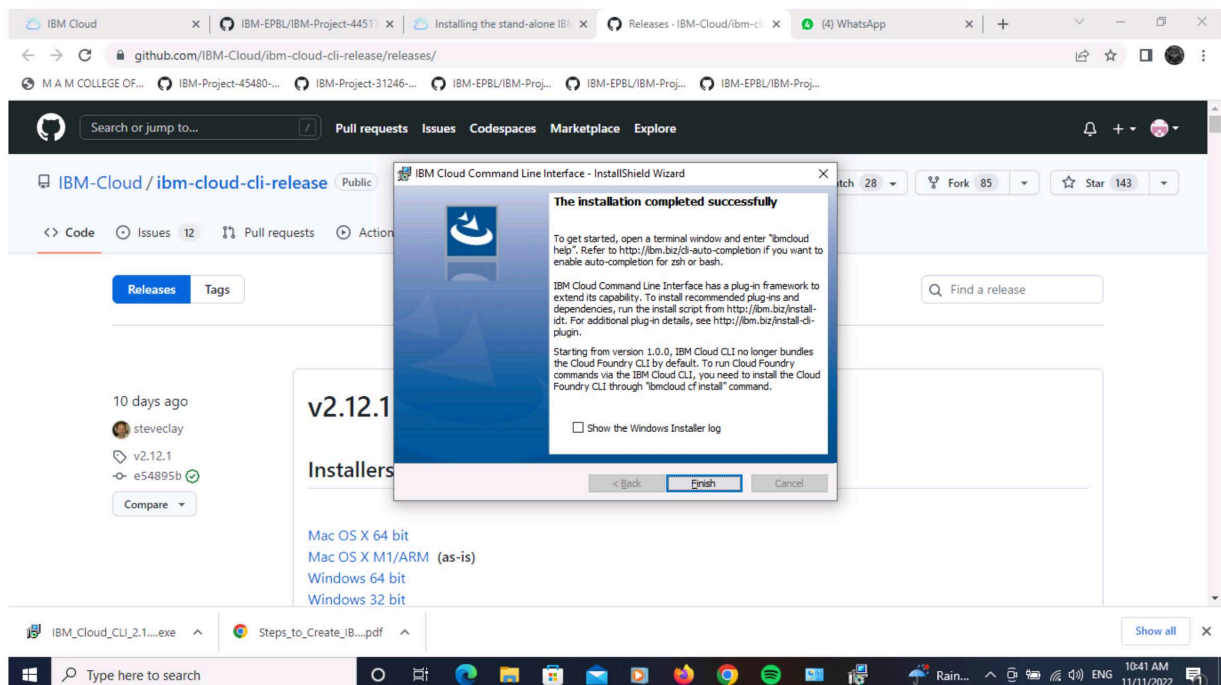 IBM Cloud
IBM-EPBL/IBM-Project-4451
Installing the stand-alone IBM
Releases · IBM-Cloud/ibm-cl
(4) WhatsApp
github.com/IBM-Cloud/ibm-cloud-cli-release/releases/
M A M COLLEGE OF...
IBM-Project-45480-...
IBM-Project-31246-...
IBM-EPBL/IBM-Proj...
IBM-EPBL/IBM-Proj...
IBM-EPBL/IBM-Proj...
Search or jump to...
/
Pull requests Issues Codespaces Marketplace Explore
IBM-Cloud / ibm-cloud-cli-release Public
tch 28
Fork 85
Star 143
<> Code
Issues 12
Pull requests
Action
IBM Cloud Command Line Interface - InstallShield Wizard
The installation completed successfully
To get started, open a terminal window and enter "ibmcloud
help". Refer to http://ibm.biz/cli-auto-completion if you want to
enable auto-completion for zsh or bash.
IBM Cloud Command Line Interface has a plug-in framework to
extend its capability. To install recommended plug-ins and
dependencies, run the install script from http://ibm.biz/install-
idt. For additional plug-in details, see http://ibm.biz/install-cli-
plugin.
Starting from version 1.0.0, IBM Cloud CLI no longer bundles
the Cloud Foundry CLI by default. To run Cloud Foundry
commands via the IBM Cloud CLI, you need to install the Cloud
Foundry CLI through "ibmcloud cf install" command.
Show the Windows Installer log
< Back
Finish
Cancel
Releases
Tags
Find a release
10 days ago
steveclay
v2.12.1
e54895b
Compare
v2.12.1
Installers
Mac OS X 64 bit
Mac OS X M1/ARM (as-is)
Windows 64 bit
Windows 32 bit
IBM_Cloud_CLI_2.1....exe
Steps_to_Create_IB....pdf
Show all
Type here to search
Rain...
ENG
10:41 AM
11/11/2022
1